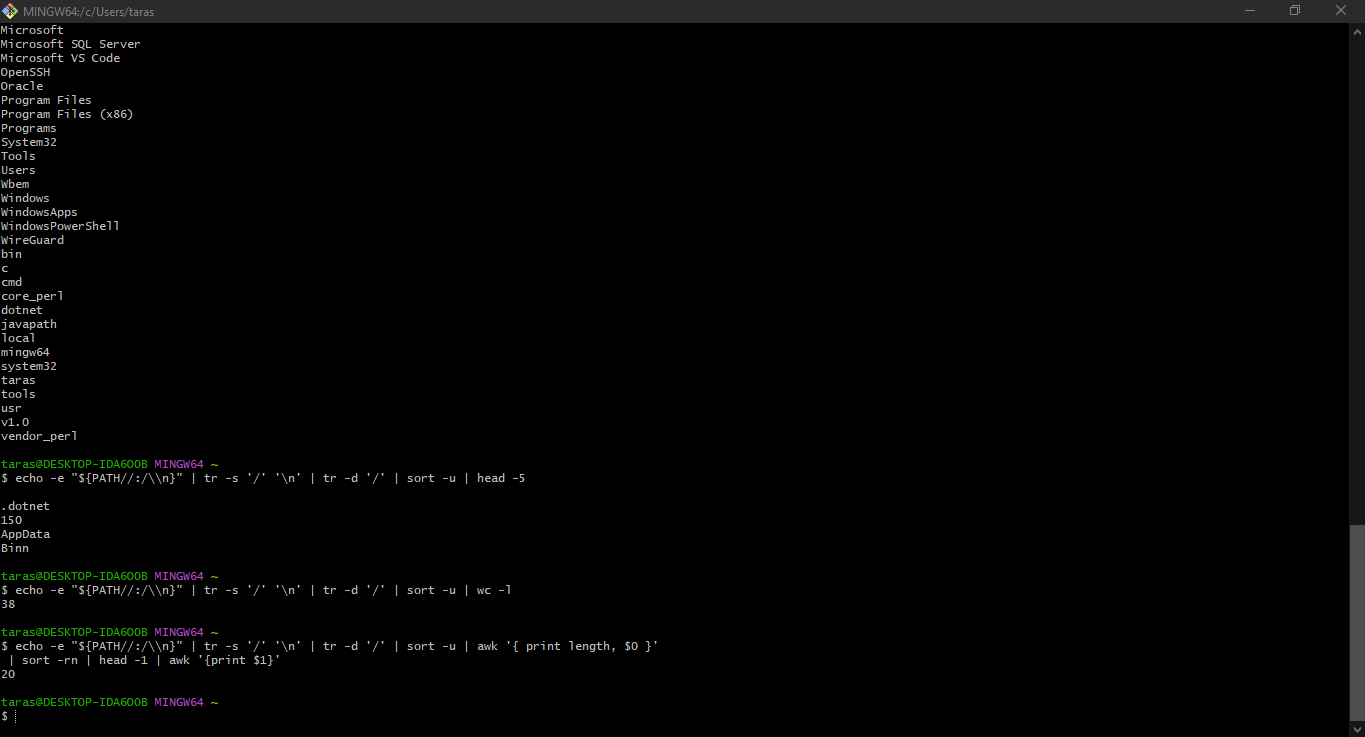 MINGW64:/c/Users/taras
Microsoft
Microsoft SQL Server
Microsoft VS Code
OpenSSH
Oracle
Program Files
Program Files (x86)
Programs
System32
Tools
Users
Wbem
Windows
WindowsApps
WindowsPowerShell
WireGuard
bin
c
cmd
core_perl
dotnet
javapath
local
mingw64
system32
taras
tools
usr
v1.0
vendor_perl
taras@DESKTOP-IDA6OOB MINGW64 ~
$ echo -e "${PATH//:/\\n}" | tr -s '/' '\n' | tr -d '/' | sort -u | head -5
.dotnet
150
AppData
Binn
taras@DESKTOP-IDA6OOB MINGW64 ~
$ echo -e "${PATH//:/\\n}" | tr -s '/' '\n' | tr -d '/' | sort -u | wc -l
38
taras@DESKTOP-IDA6OOB MINGW64 ~
$ echo -e "${PATH//:/\\n}" | tr -s '/' '\n' | tr -d '/' | sort -u | awk '{ print length, $0 }'
 | sort -rn | head -1 | awk '{print $1}'
20
taras@DESKTOP-IDA6OOB MINGW64 ~
$